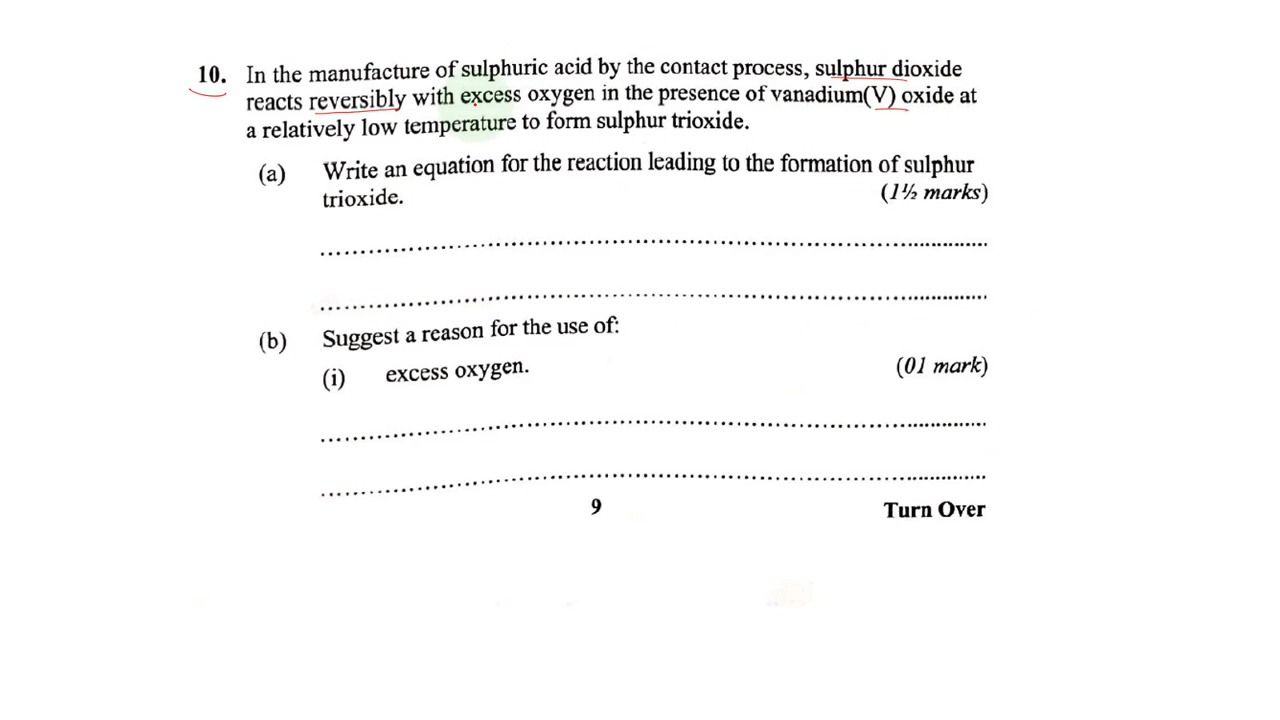 10. In the manufacture of sulphuric acid by the contact process, sulphur dioxide
reacts reversibly with excess oxygen in the presence of vanadium(V) oxide at
a relatively low temperature to form sulphur trioxide.
(a) Write an equation for the reaction leading to the formation of sulphur
trioxide. (1½ marks)
(b) Suggest a reason for the use of:
(i) excess oxygen. (01 mark)
9 Turn Over